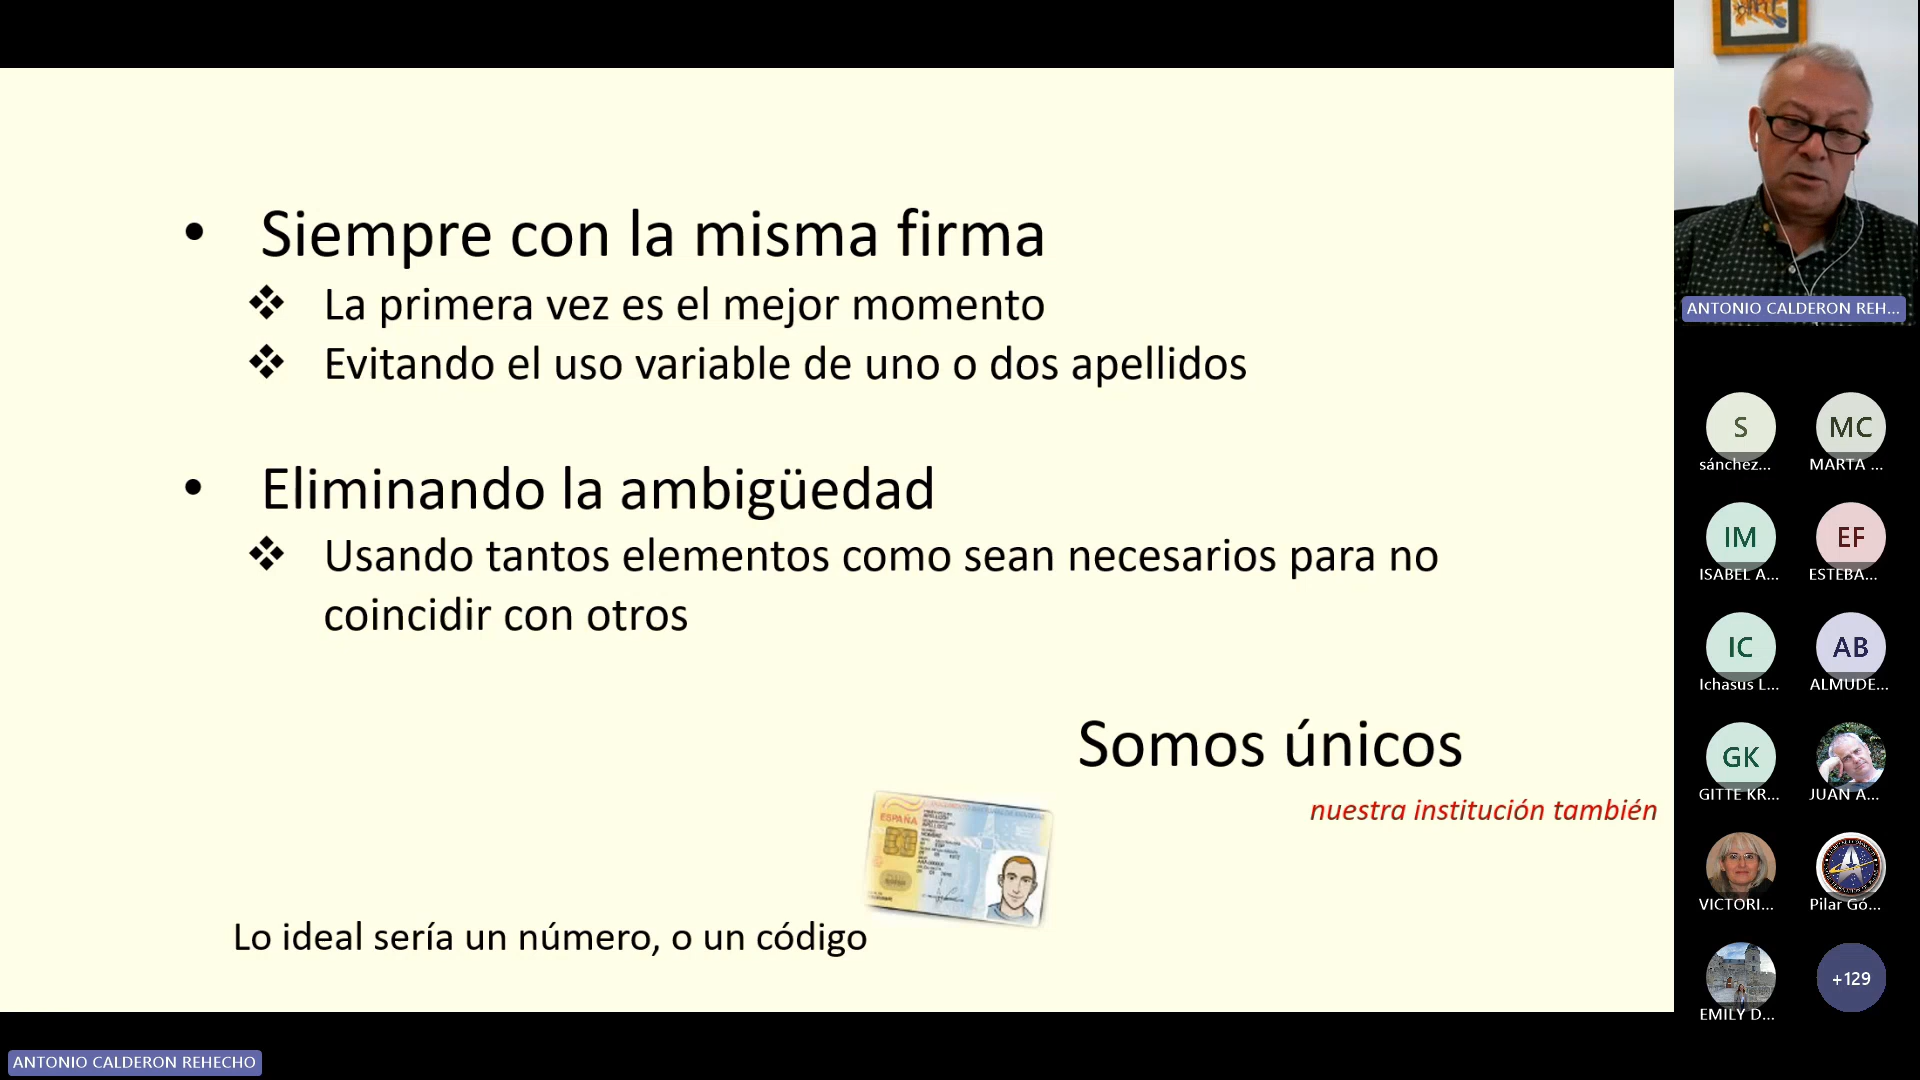 • Siempre con la misma firma
❖ La primera vez es el mejor momento
❖ Evitando el uso variable de uno o dos apellidos
• Eliminando la ambigüedad
❖ Usando tantos elementos como sean necesarios para no
coincidir con otros
Somos únicos
nuestra institución también
ESPAÑA
Lo ideal sería un número, o un código
ANTONIO CALDERON REHECHO
ANTONIO CALDERON REH...
S
sánchez...
MC
MARTA ...
IM
ISABEL A...
EF
ESTEBA...
IC
Ichasus L...
AB
ALMUDE...
GK
GITTE KR...
JUAN A...
VICTORI...
Pilar Gó...
EMILY D...
+129